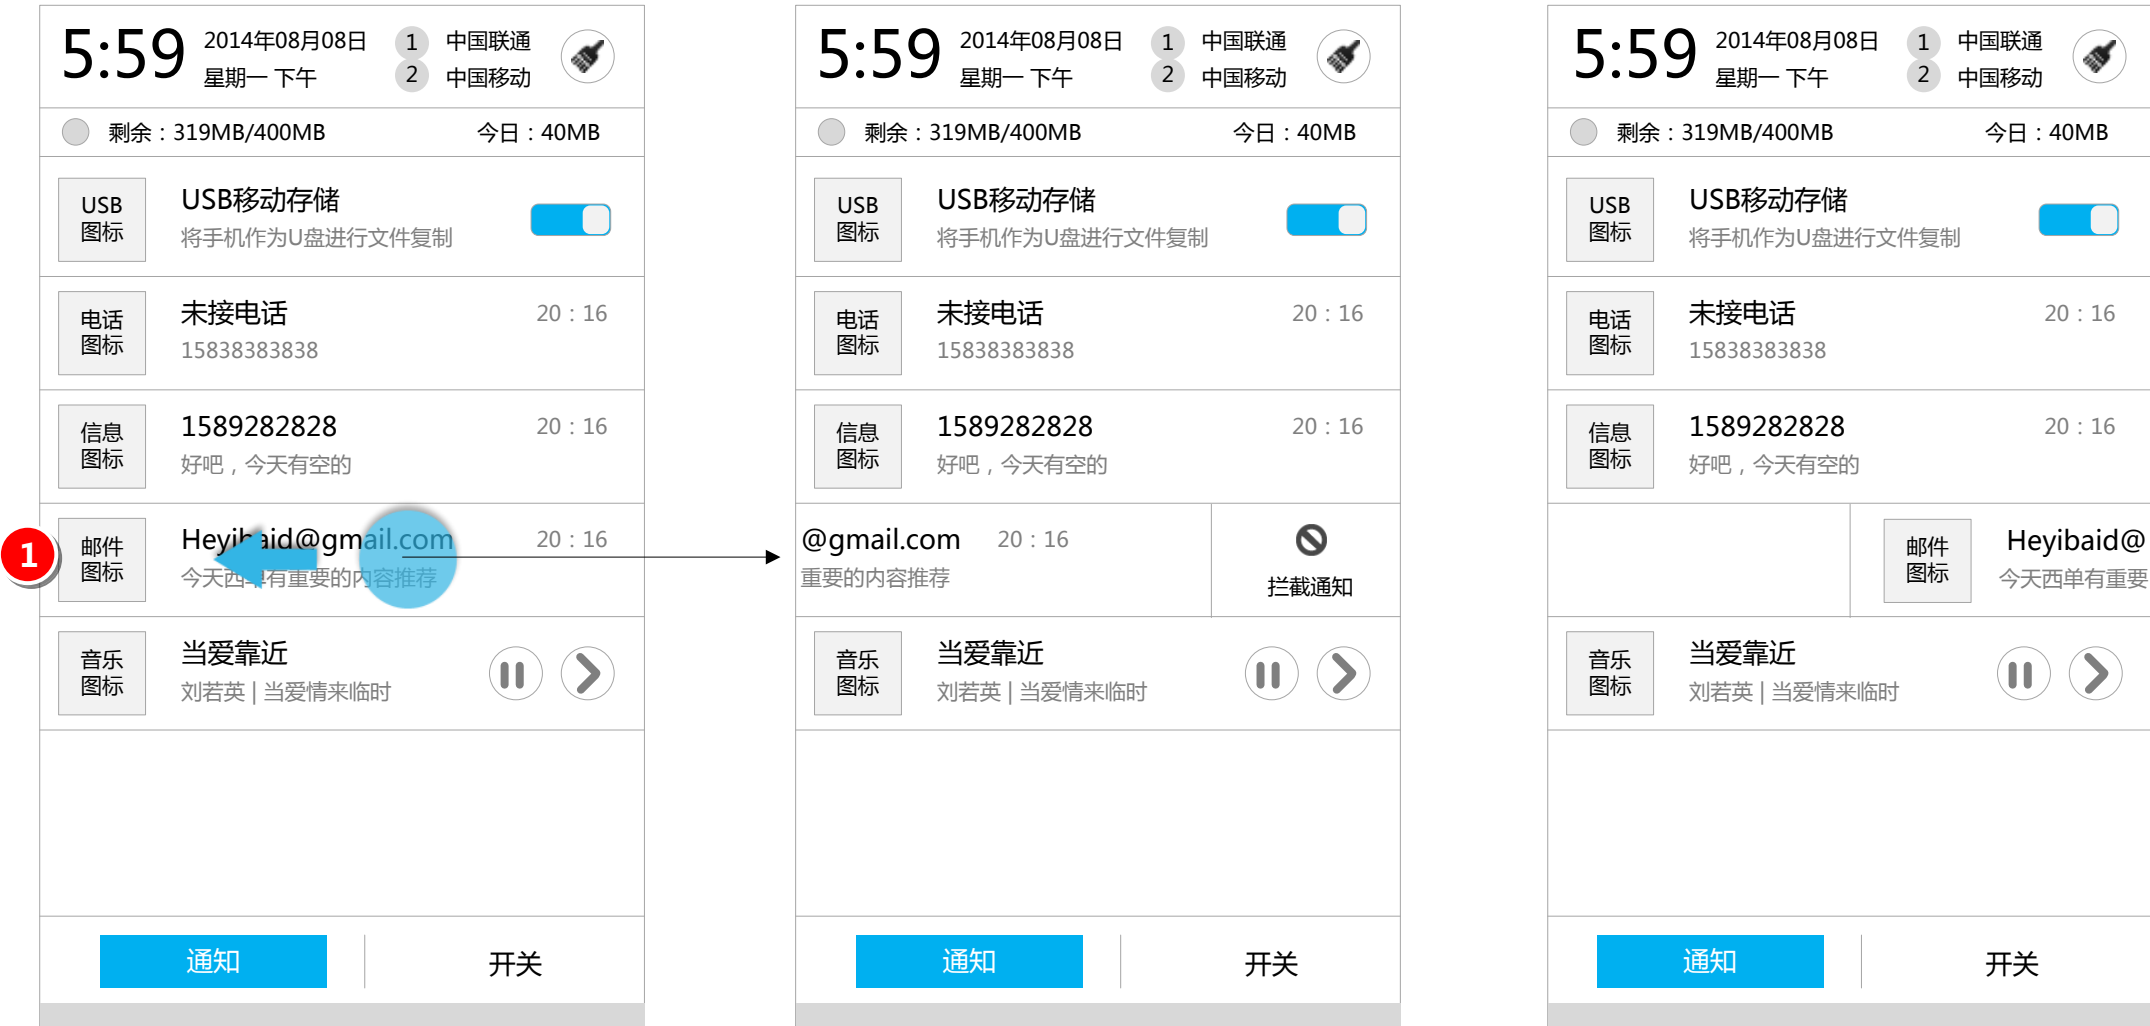 5:59
2014年08月08日
星期一 下午
1 中国联通
2 中国移动
剩余：319MB/400MB 今日：40MB
USB
图标
USB移动存储
将手机作为U盘进行文件复制
电话
图标
未接电话 20：16
15838383838
信息
图标
1589282828 20：16
好吧，今天有空的
1
邮件
图标
Heyibaid@gmail.com 20：16
今天西单有重要的内容推荐
音乐
图标
当爱靠近
刘若英 | 当爱情来临时
通知 开关
5:59
2014年08月08日
星期一 下午
1 中国联通
2 中国移动
剩余：319MB/400MB 今日：40MB
USB
图标
USB移动存储
将手机作为U盘进行文件复制
电话
图标
未接电话 20：16
15838383838
信息
图标
1589282828 20：16
好吧，今天有空的
@gmail.com 20：16
重要的内容推荐
拦截通知
音乐
图标
当爱靠近
刘若英 | 当爱情来临时
通知 开关
5:59
2014年08月08日
星期一 下午
1 中国联通
2 中国移动
剩余：319MB/400MB 今日：40MB
USB
图标
USB移动存储
将手机作为U盘进行文件复制
电话
图标
未接电话 20：16
15838383838
信息
图标
1589282828 20：16
好吧，今天有空的
邮件
图标
Heyibaid@
今天西单有重要
音乐
图标
当爱靠近
刘若英 | 当爱情来临时
通知 开关